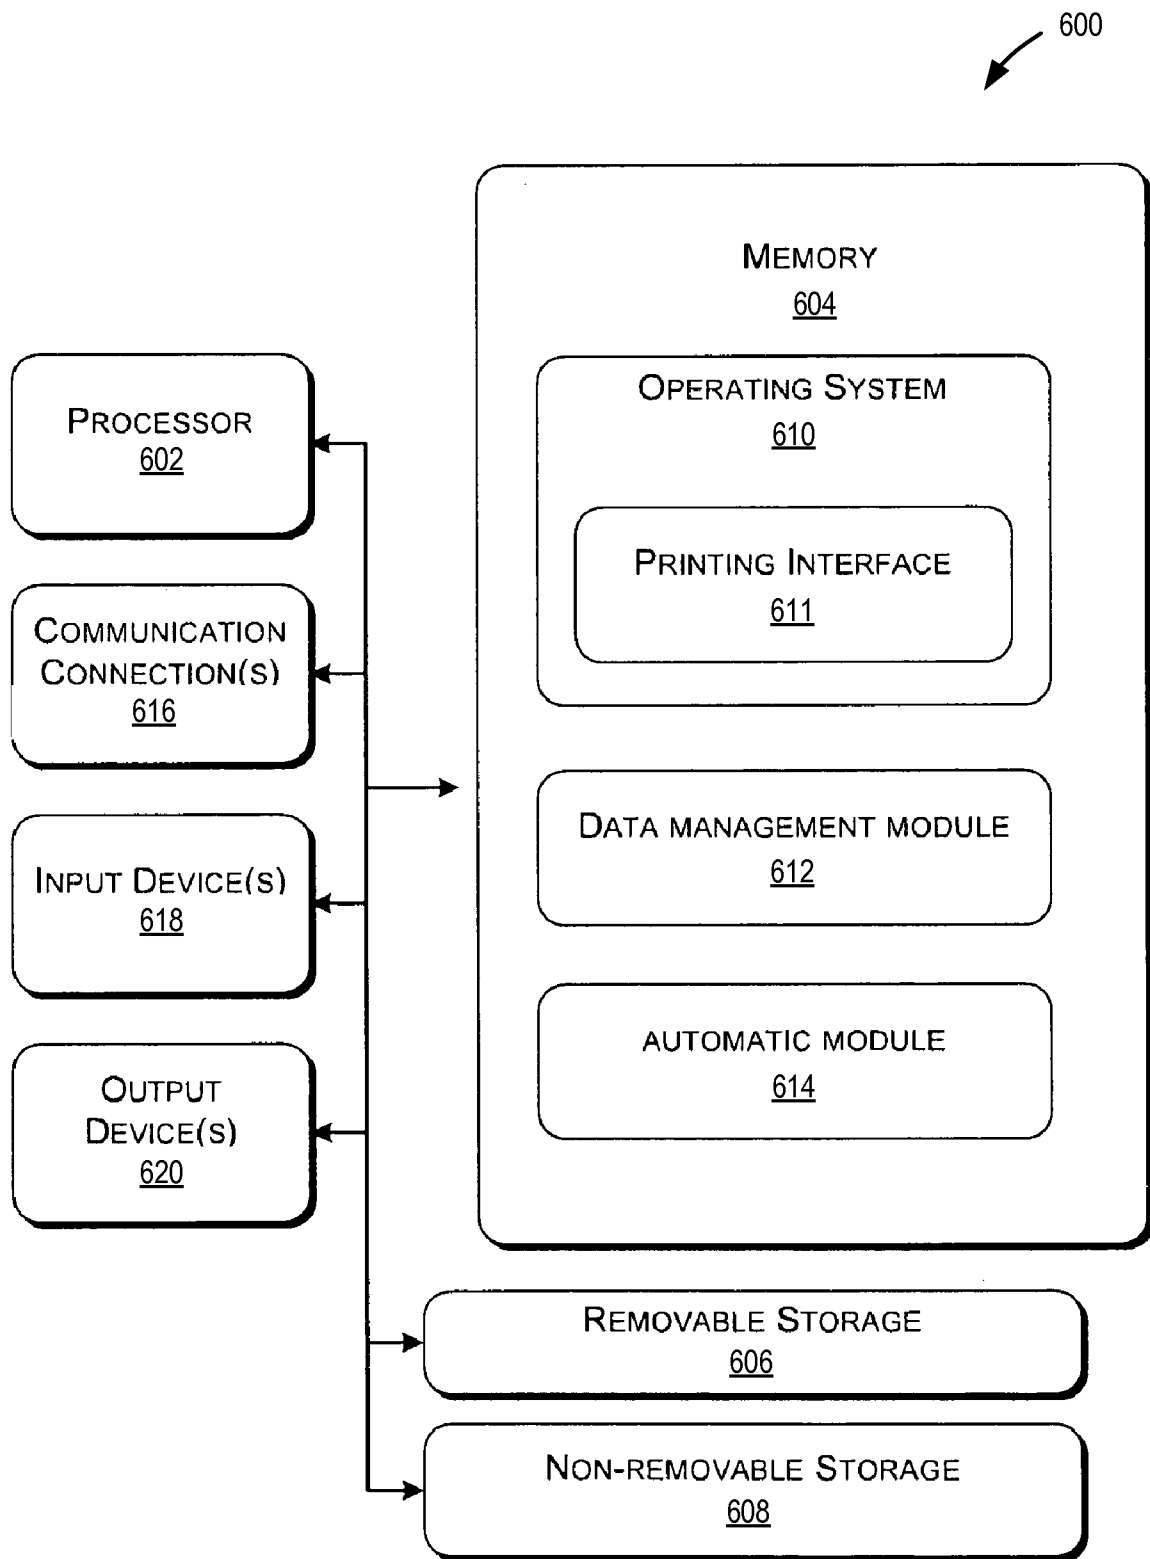 600
MEMORY
604
OPERATING SYSTEM
610
PRINTING INTERFACE
611
DATA MANAGEMENT MODULE
612
AUTOMATIC MODULE
614
PROCESSOR
602
COMMUNICATION
CONNECTION(S)
616
INPUT DEVICE(S)
618
OUTPUT
DEVICE(S)
620
REMOVABLE STORAGE
606
NON-REMOVABLE STORAGE
608